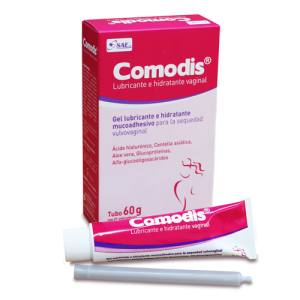 SAE
Comodis®
Lubricante e hidratante vaginal
Gel lubricante e hidratante
mucoadhesivo para la sequedad
vulvovaginal
Ácido hialurónico, Centella asiática,
Aloe vera, Glucoproteínas,
Alfa-glucooligosacáridos
Tubo 60 g
Comodis®
Lubricante e hidratante vaginal